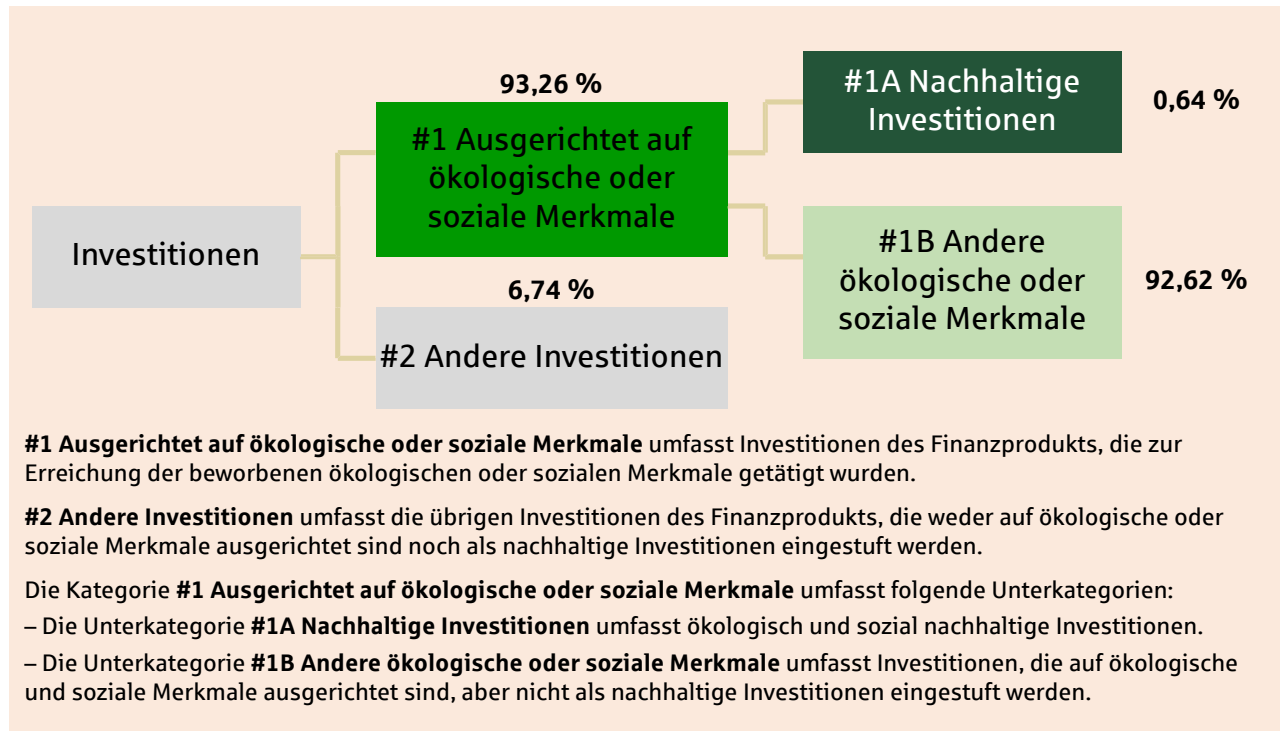 93,26 %
#1 Ausgerichtet auf
ökologische oder
soziale Merkmale
#1A Nachhaltige
Investitionen
0,64 %
Investitionen
#1B Andere
ökologische oder
soziale Merkmale
92,62 %
6,74 %
#2 Andere Investitionen
#1 Ausgerichtet auf ökologische oder soziale Merkmale umfasst Investitionen des Finanzprodukts, die zur
Erreichung der beworbenen ökologischen oder sozialen Merkmale getätigt wurden.
#2 Andere Investitionen umfasst die übrigen Investitionen des Finanzprodukts, die weder auf ökologische oder
soziale Merkmale ausgerichtet sind noch als nachhaltige Investitionen eingestuft werden.
Die Kategorie #1 Ausgerichtet auf ökologische oder soziale Merkmale umfasst folgende Unterkategorien:
– Die Unterkategorie #1A Nachhaltige Investitionen umfasst ökologisch und sozial nachhaltige Investitionen.
– Die Unterkategorie #1B Andere ökologische oder soziale Merkmale umfasst Investitionen, die auf ökologische
und soziale Merkmale ausgerichtet sind, aber nicht als nachhaltige Investitionen eingestuft werden.